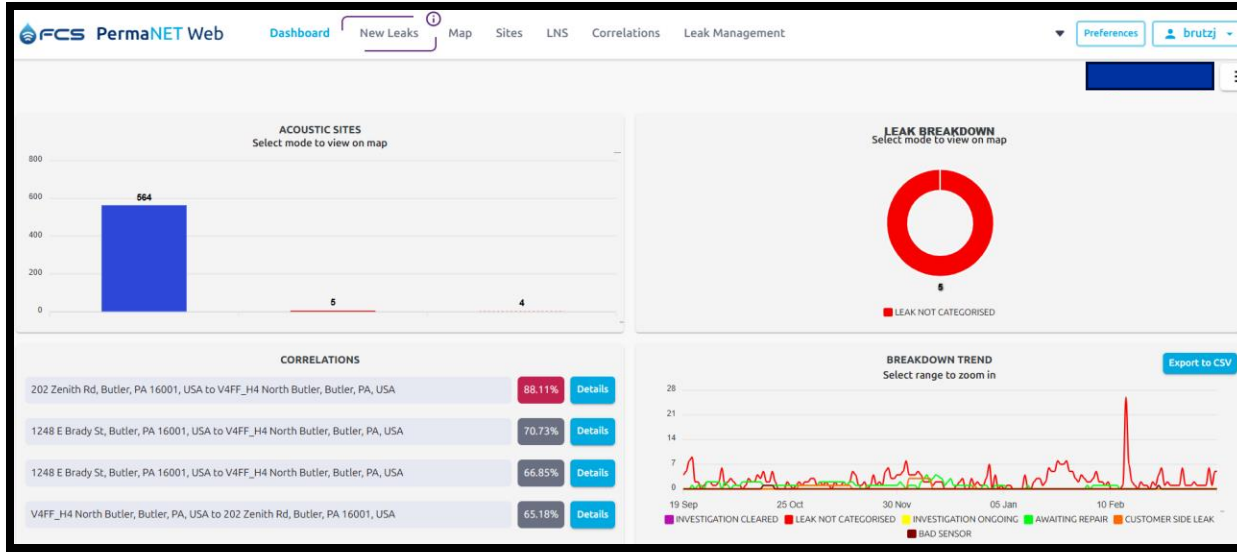 FCS PermaNET Web Dashboard New Leaks Map Sites LNS Correlations Leak Management Preferences brutzj
ACOUSTIC SITES
Select mode to view on map
800
600
400
200
0
564
5
4
LEAK BREAKDOWN
Select mode to view on map
5
LEAK NOT CATEGORISED
CORRELATIONS
202 Zenith Rd, Butler, PA 16001, USA to V4FF_H4 North Butler, Butler, PA, USA 88.11% Details
1248 E Brady St, Butler, PA 16001, USA to V4FF_H4 North Butler, Butler, PA, USA 70.73% Details
1248 E Brady St, Butler, PA 16001, USA to V4FF_H4 North Butler, Butler, PA, USA 66.85% Details
V4FF_H4 North Butler, Butler, PA, USA to 202 Zenith Rd, Butler, PA 16001, USA 65.18% Details
BREAKDOWN TREND
Select range to zoom in
Export to CSV
28
21
14
7
0
19 Sep 25 Oct 30 Nov 05 Jan 10 Feb
INVESTIGATION CLEARED LEAK NOT CATEGORISED INVESTIGATION ONGOING AWAITING REPAIR CUSTOMER SIDE LEAK
BAD SENSOR